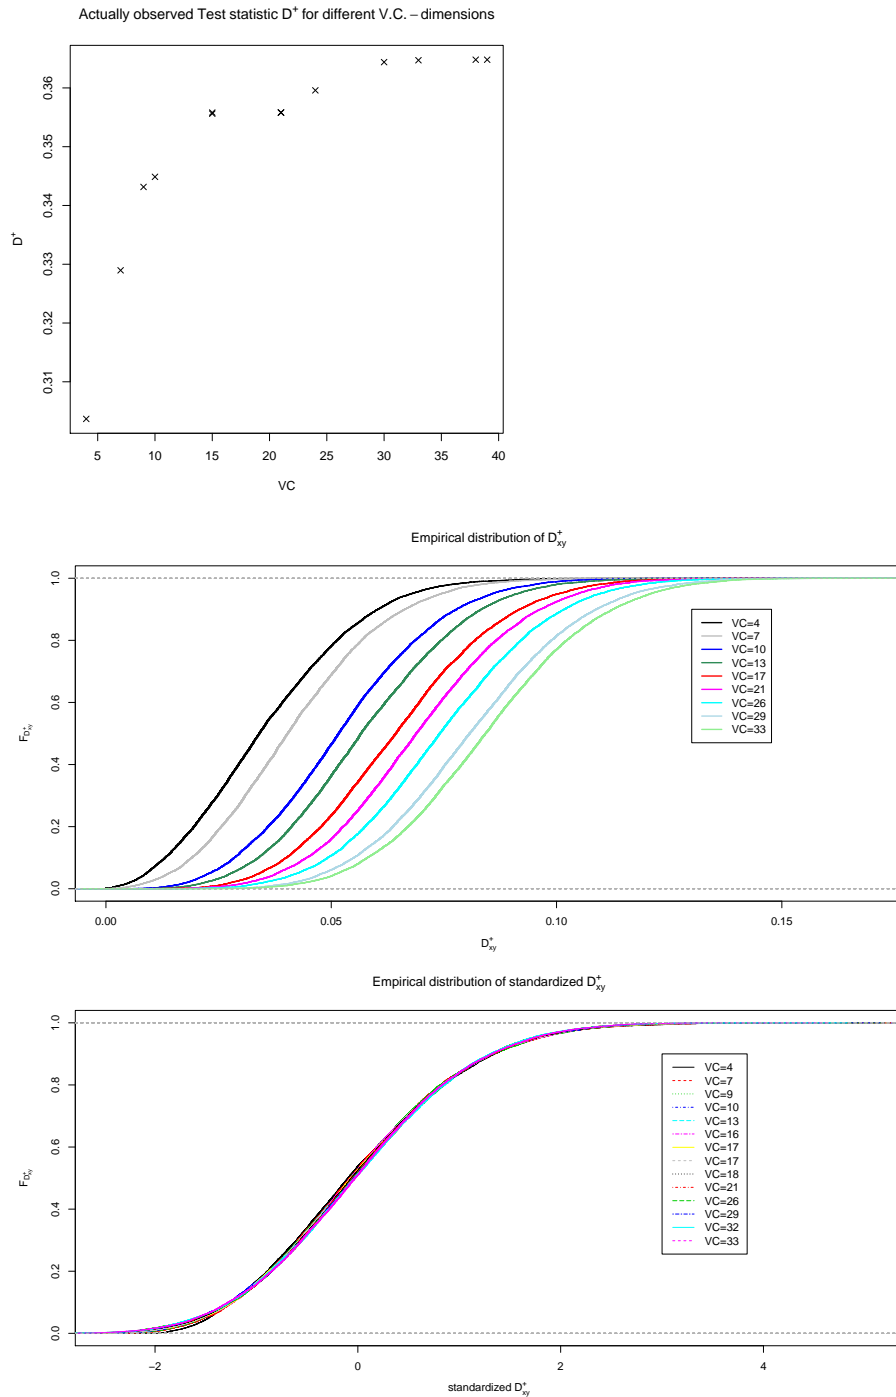 Actually observed Test statistic D+ for different V.C. – dimensions
0.36
0.35
0.34
D+
0.33
0.32
0.31
5 10 15 20 25 30 35 40
VC
Empirical distribution of D+xy
1.0
0.8
0.6
FD+xy
0.4
0.2
0.0
VC=4
VC=7
VC=10
VC=13
VC=17
VC=21
VC=26
VC=29
VC=33
0.00 0.05 0.10 0.15
D+xy
Empirical distribution of standardized D+xy
1.0
0.8
0.6
FD+xy
0.4
0.2
0.0
VC=4
VC=7
VC=9
VC=10
VC=13
VC=16
VC=17
VC=17
VC=18
VC=21
VC=26
VC=29
VC=32
VC=33
−2 0 2 4
standardized D+xy